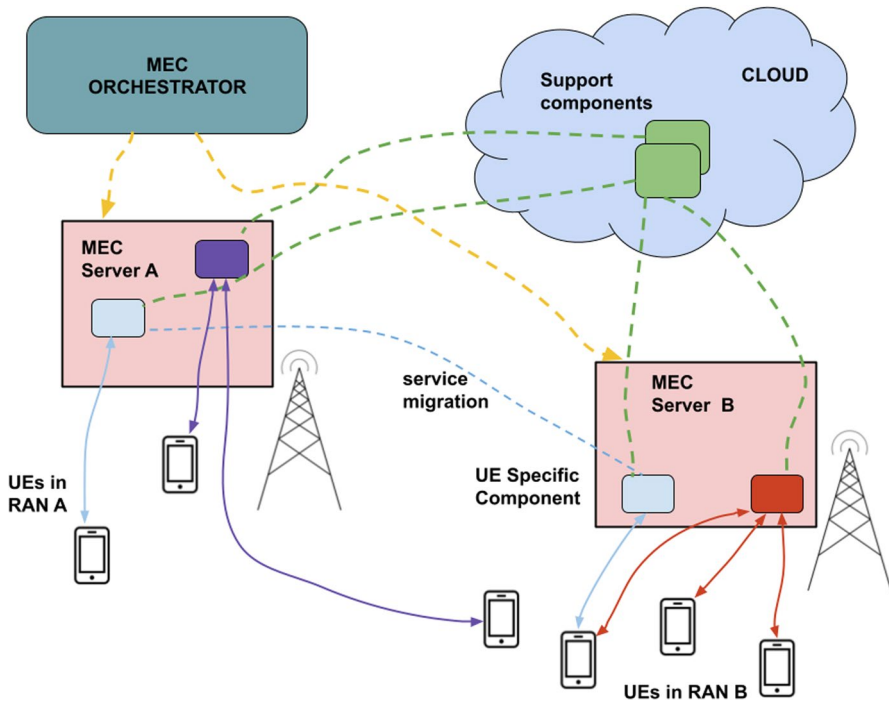 MEC
ORCHESTRATOR
Support
components
CLOUD
MEC
Server A
service
migration
MEC
Server B
UEs in
RAN A
UE Specific
Component
UEs in RAN B